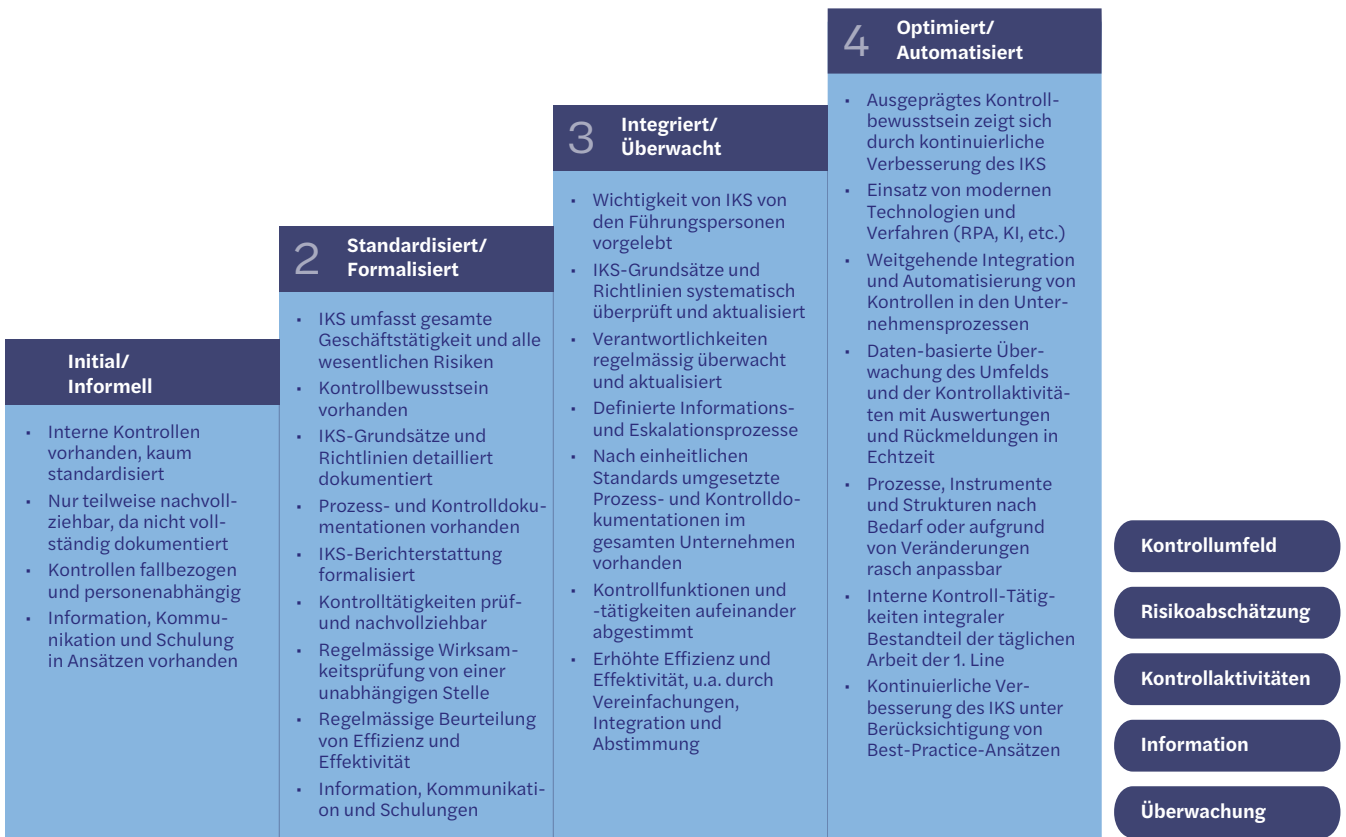 Initial/
Informell
• Interne Kontrollen
vorhanden, kaum
standardisiert
• Nur teilweise nachvoll-
ziehbar, da nicht voll-
ständig dokumentiert
• Kontrollen fallbezogen
und personenabhängig
• Information, Kommu-
nikation und Schulung
in Ansätzen vorhanden
2 Standardisiert/
Formalisiert
• IKS umfasst gesamte
Geschäftstätigkeit und alle
wesentlichen Risiken
• Kontrollbewusstsein
vorhanden
• IKS-Grundsätze und
Richtlinien detailliert
dokumentiert
• Prozess- und Kontrolldoku-
mentationen vorhanden
• IKS-Berichterstattung
formalisiert
• Kontrolltätigkeiten prüf-
und nachvollziehbar
• Regelmässige Wirksam-
keitsprüfung von einer
unabhängigen Stelle
• Regelmässige Beurteilung
von Effizienz und
Effektivität
• Information, Kommunikati-
on und Schulungen
3 Integriert/
Überwacht
• Wichtigkeit von IKS von
den Führungspersonen
vorgelebt
• IKS-Grundsätze und
Richtlinien systematisch
überprüft und aktualisiert
• Verantwortlichkeiten
regelmässig überwacht
und aktualisiert
• Definierte Informations-
und Eskalationsprozesse
• Nach einheitlichen
Standards umgesetzte
Prozess- und Kontrolldo-
kumentationen im
gesamten Unternehmen
vorhanden
• Kontrollfunktionen und
-tätigkeiten aufeinander
abgestimmt
• Erhöhte Effizienz und
Effektivität, u.a. durch
Vereinfachungen,
Integration und
Abstimmung
4 Optimiert/
Automatisiert
• Ausgeprägtes Kontroll-
bewusstsein zeigt sich
durch kontinuierliche
Verbesserung des IKS
• Einsatz von modernen
Technologien und
Verfahren (RPA, KI, etc.)
• Weitgehende Integration
und Automatisierung von
Kontrollen in den Unter-
nehmensprozessen
• Daten-basierte Über-
wachung des Umfelds
und der Kontrollaktivitä-
ten mit Auswertungen
und Rückmeldungen in
Echtzeit
• Prozesse, Instrumente
und Strukturen nach
Bedarf oder aufgrund
von Veränderungen
rasch anpassbar
• Interne Kontroll-Tätig-
keiten integraler
Bestandteil der täglichen
Arbeit der 1. Line
• Kontinuierliche Ver-
besserung des IKS unter
Berücksichtigung von
Best-Practice-Ansätzen
Kontrollumfeld
Risikoabschätzung
Kontrollaktivitäten
Information
Überwachung